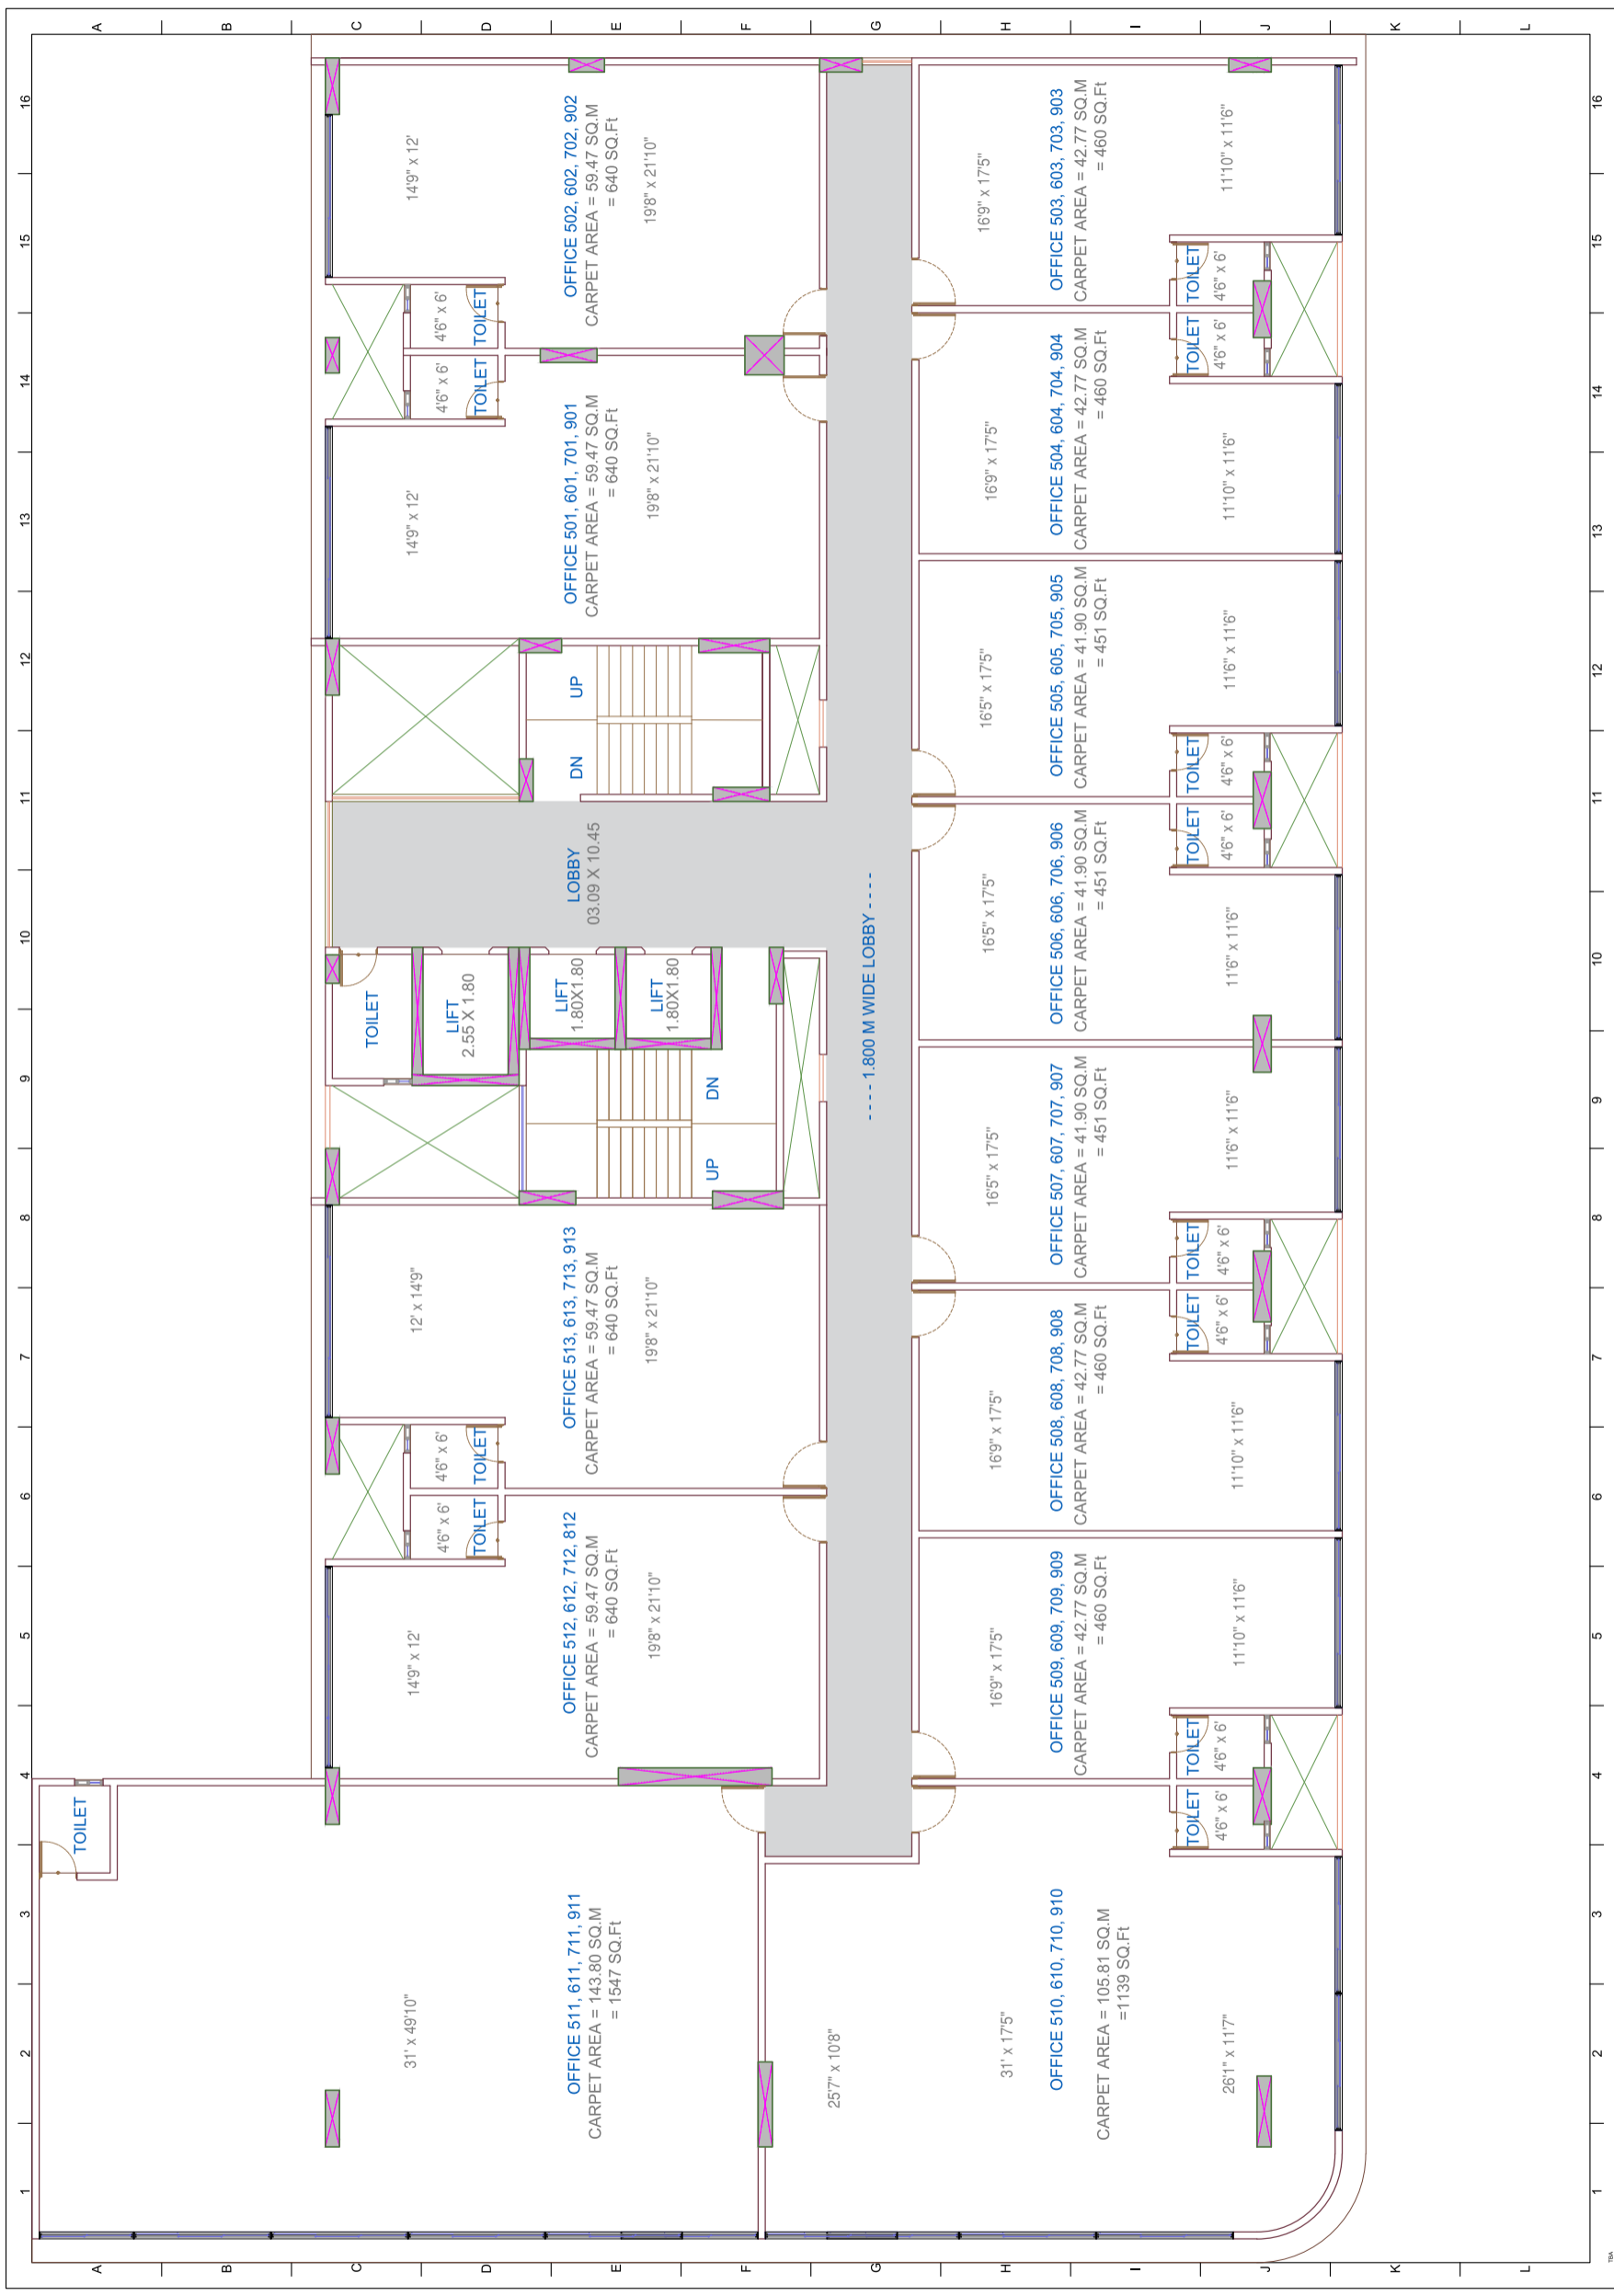 1 2 3 4 5 6 7 8 9 10 11 12 13 14 15 16
A
B
C
D
E
F
G
H
I
J
K
L
A
B
C
D
E
F
G
H
I
J
K
L
TOILET
31' x 49'10"
OFFICE 511, 611, 711, 911
CARPET AREA = 143.80 SQ.M
= 1547 SQ.Ft
14'9" x 12'
4'6" x 6'
TOILET
OFFICE 512, 612, 712, 812
CARPET AREA = 59.47 SQ.M
= 640 SQ.Ft
19'8" x 21'10"
12' x 14'9"
4'6" x 6'
TOILET
OFFICE 513, 613, 713, 913
CARPET AREA = 59.47 SQ.M
= 640 SQ.Ft
19'8" x 21'10"
UP
DN
TOILET
LIFT
2.55 X 1.80
LIFT
1.80X1.80
LIFT
1.80X1.80
LOBBY
03.09 X 10.45
DN
UP
14'9" x 12'
4'6" x 6'
TOILET
OFFICE 501, 601, 701, 901
CARPET AREA = 59.47 SQ.M
= 640 SQ.Ft
19'8" x 21'10"
14'9" x 12'
4'6" x 6'
TOILET
OFFICE 502, 602, 702, 902
CARPET AREA = 59.47 SQ.M
= 640 SQ.Ft
19'8" x 21'10"
---- 1.800 M WIDE LOBBY ----
25'7" x 10'8"
31' x 17'5"
OFFICE 510, 610, 710, 910
CARPET AREA = 105.81 SQ.M
=1139 SQ.Ft
26'1" x 11'7"
TOILET
4'6" x 6'
16'9" x 17'5"
OFFICE 509, 609, 709, 909
CARPET AREA = 42.77 SQ.M
= 460 SQ.Ft
TOILET
4'6" x 6'
11'10" x 11'6"
16'9" x 17'5"
OFFICE 508, 608, 708, 908
CARPET AREA = 42.77 SQ.M
= 460 SQ.Ft
11'10" x 11'6"
TOILET
4'6" x 6'
16'5" x 17'5"
OFFICE 507, 607, 707, 907
CARPET AREA = 41.90 SQ.M
= 451 SQ.Ft
TOILET
4'6" x 6'
11'6" x 11'6"
16'5" x 17'5"
OFFICE 506, 606, 706, 906
CARPET AREA = 41.90 SQ.M
= 451 SQ.Ft
11'6" x 11'6"
TOILET
4'6" x 6'
16'5" x 17'5"
OFFICE 505, 605, 705, 905
CARPET AREA = 41.90 SQ.M
= 451 SQ.Ft
TOILET
4'6" x 6'
11'6" x 11'6"
16'9" x 17'5"
OFFICE 504, 604, 704, 904
CARPET AREA = 42.77 SQ.M
= 460 SQ.Ft
11'10" x 11'6"
TOILET
4'6" x 6'
16'9" x 17'5"
OFFICE 503, 603, 703, 903
CARPET AREA = 42.77 SQ.M
= 460 SQ.Ft
TOILET
4'6" x 6'
11'10" x 11'6"
1 2 3 4 5 6 7 8 9 10 11 12 13 14 15 16
TBA